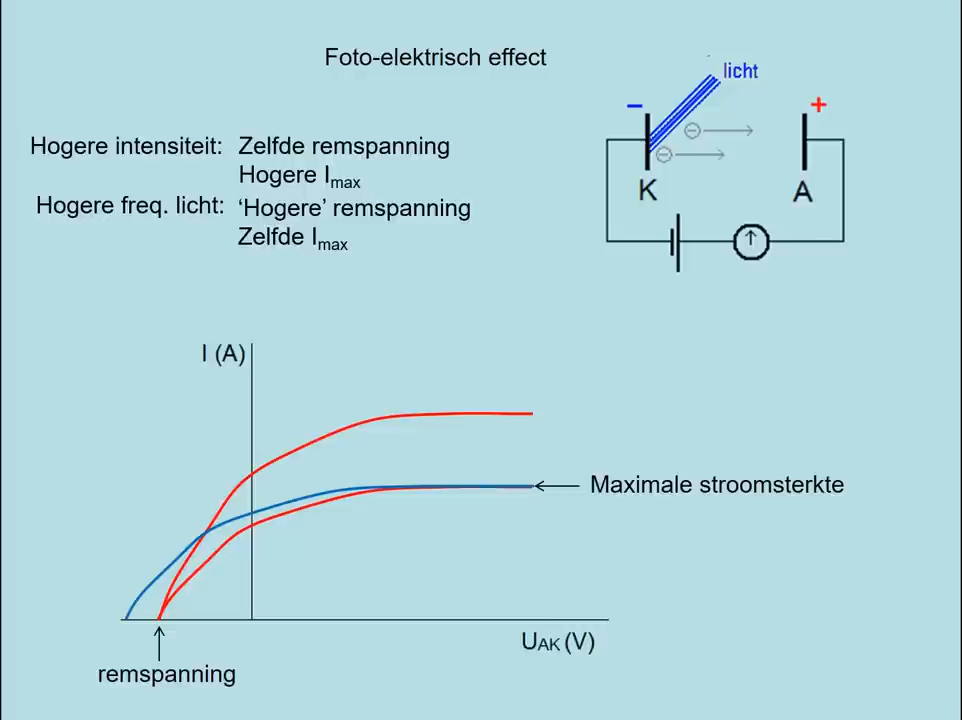 Foto-elektrisch effect
licht
− +
K A
Hogere intensiteit: Zelfde remspanning
Hogere Imax
Hogere freq. licht: ‘Hogere’ remspanning
Zelfde Imax
I (A)
Maximale stroomsterkte
UAK (V)
remspanning